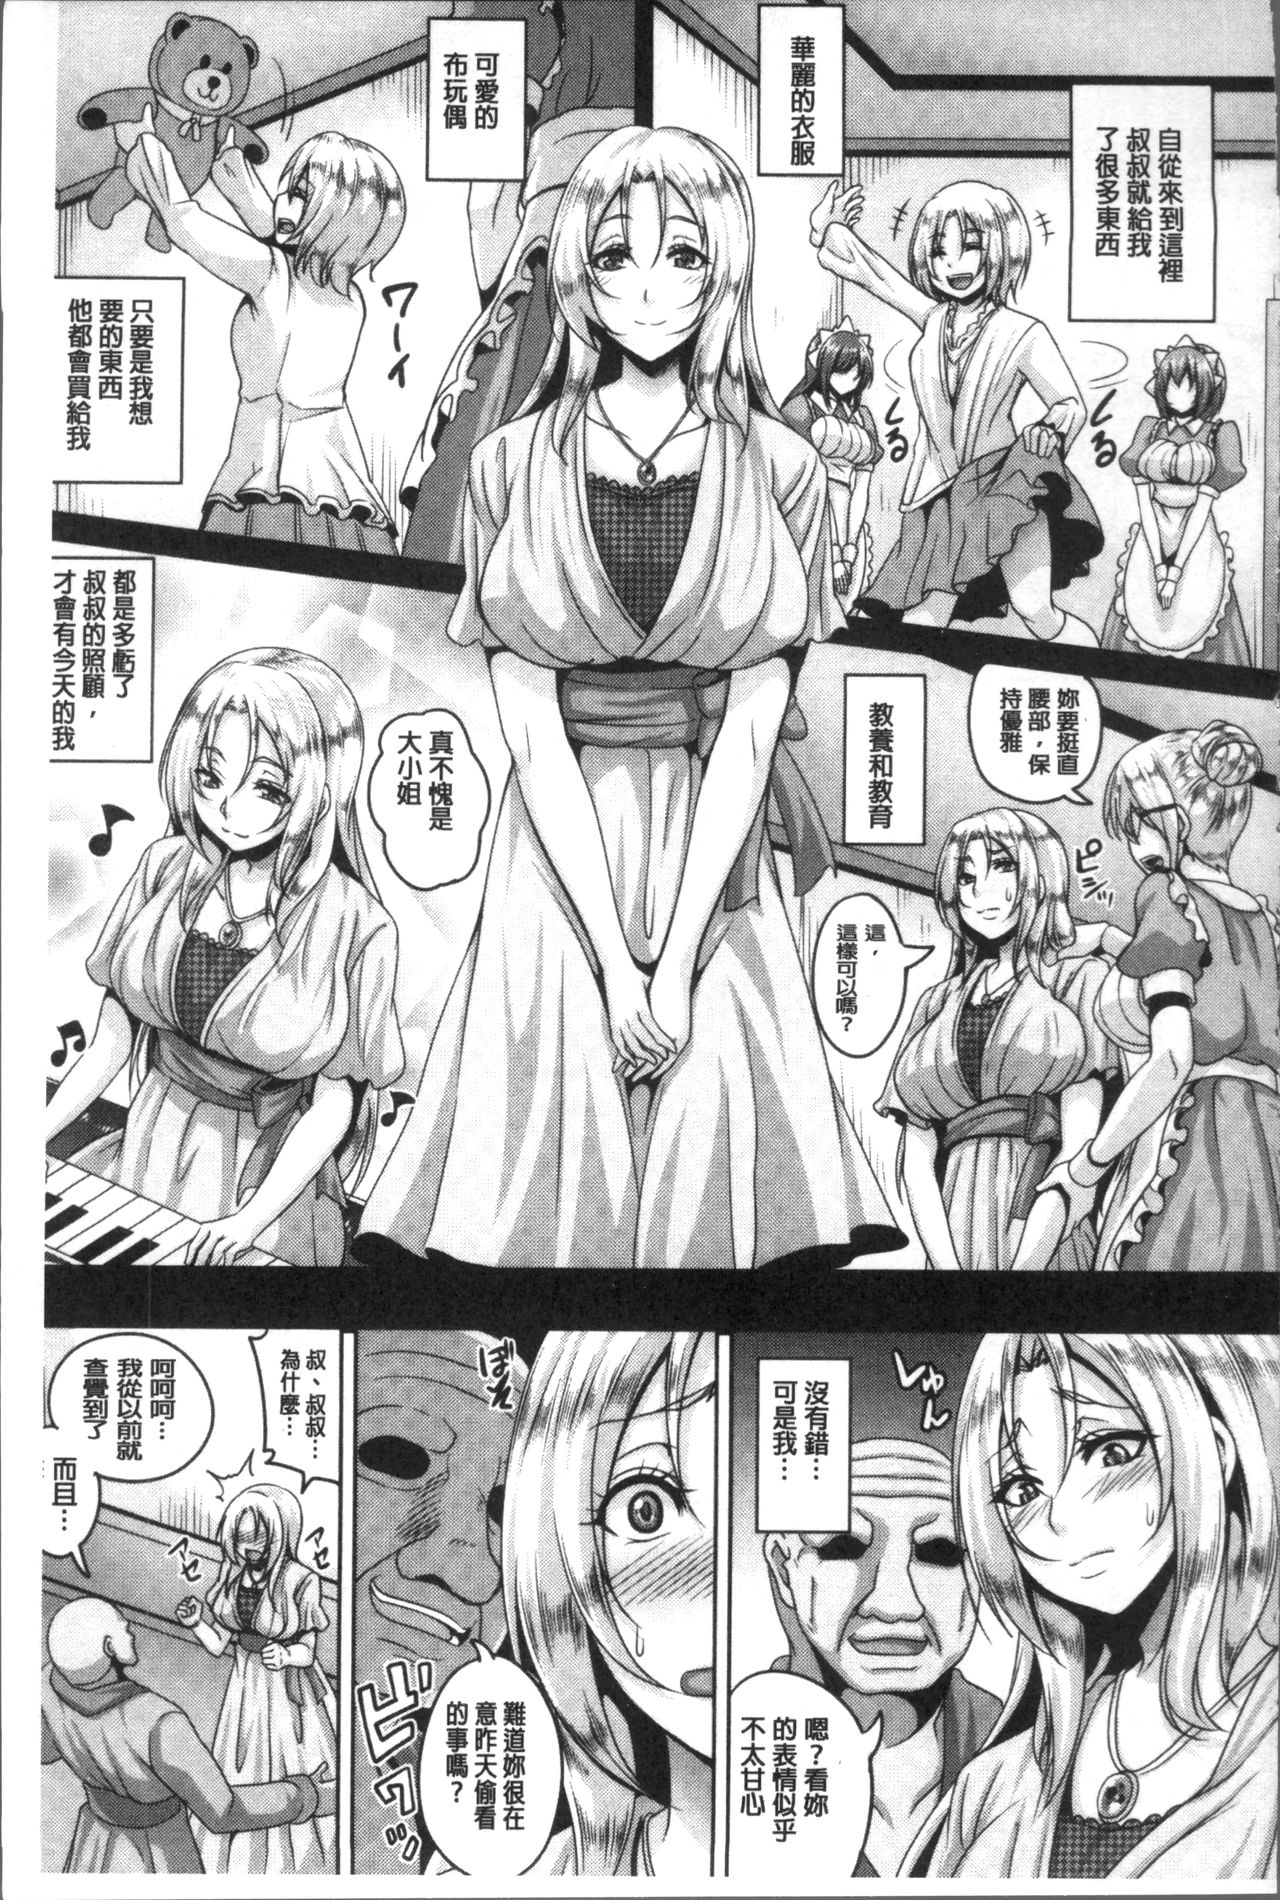 自從來到這裡
叔叔就給我
了很多東西
華麗的衣服
くる
くる
可愛的
布玩偶
ワーイ
只要是我想
要的東西
他都會買給我
妳要挺直
腰部，保
持優雅
ピシッ
教養和教育
這，
這樣可以嗎？
真不愧是
大小姐
都是多虧了
叔叔的照顧，
才會有今天的我
しゅん
沒有錯…
可是我…
嗯？看妳
的表情似乎
不太甘心
ぼそ
難道妳很在
意昨天偷看
的事嗎？
ビクッ
叔、叔叔…
為什麼…
アセ
アセ
呵呵呵…
我從以前就
查覺到了
而且…